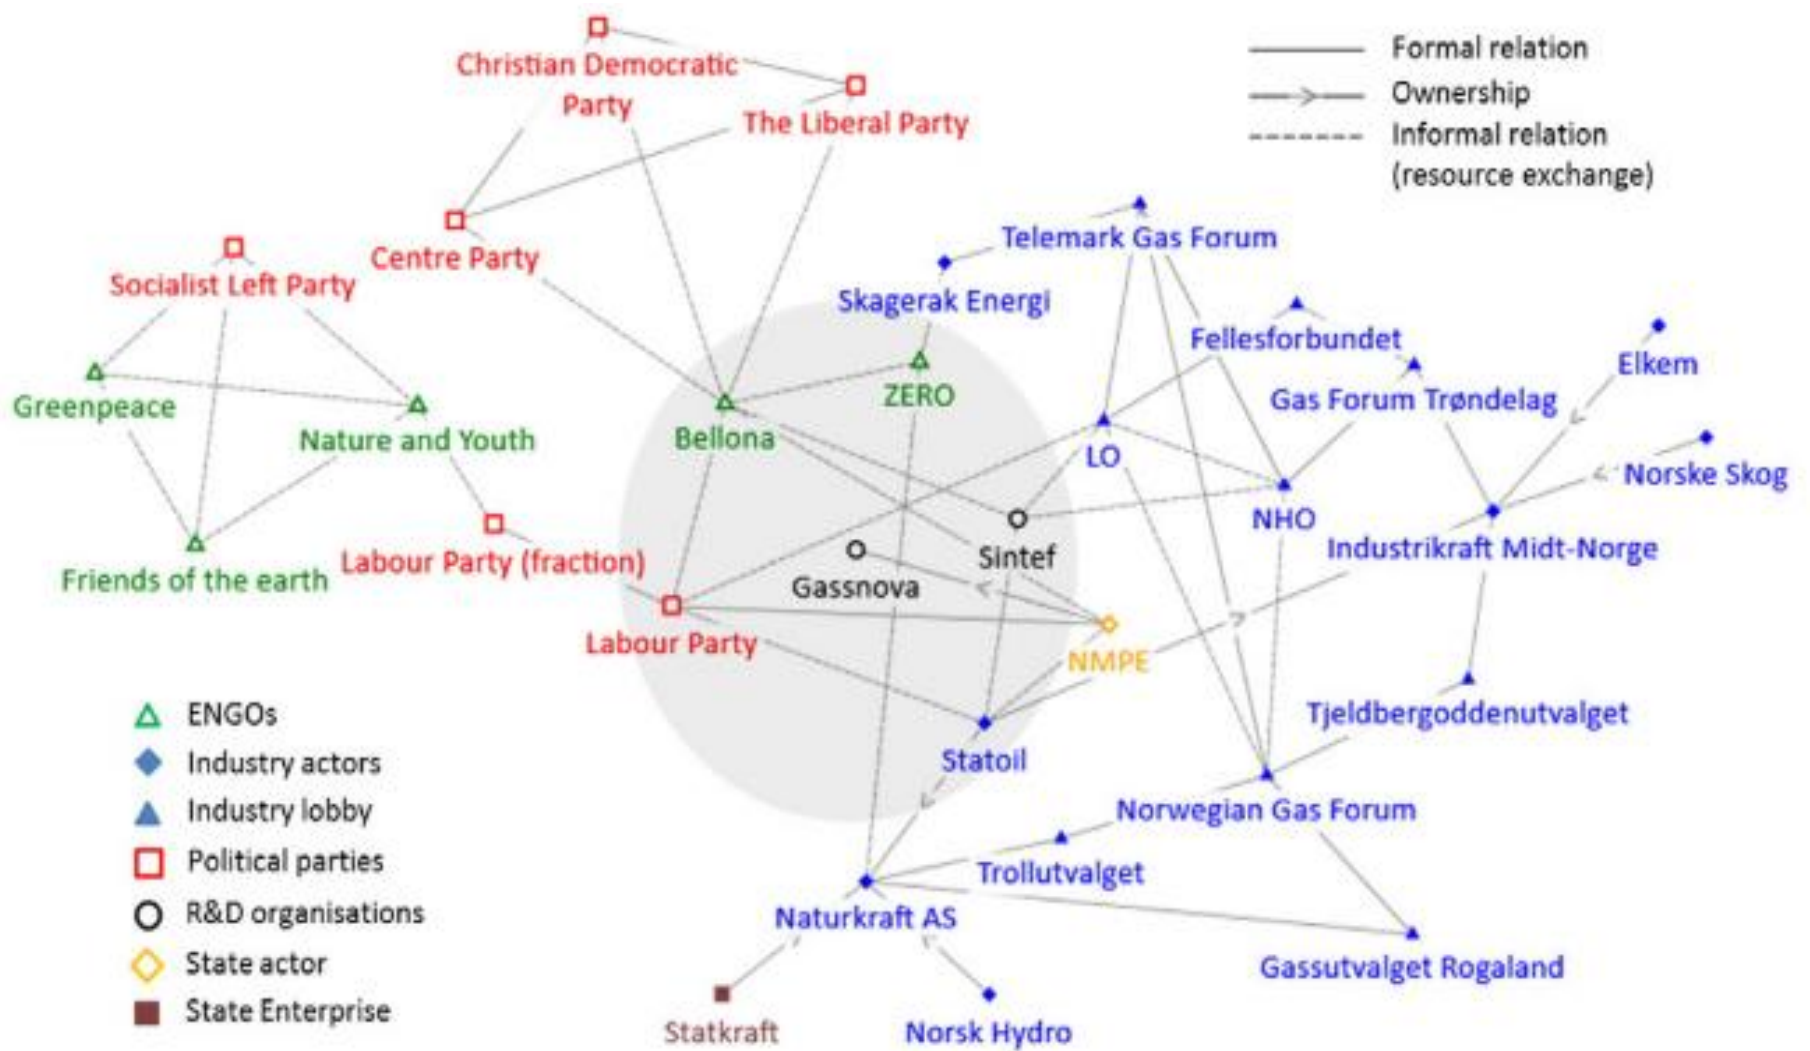 Christian Democratic
Party
The Liberal Party
Formal relation
Ownership
Informal relation
(resource exchange)
Centre Party
Telemark Gas Forum
Socialist Left Party
Skagerak Energi
Fellesforbundet
Elkem
Greenpeace
ZERO
Gas Forum Trøndelag
Nature and Youth
Bellona
LO
Norske Skog
NHO
Labour Party (fraction)
Sintef
Industrikraft Midt-Norge
Friends of the earth
Gassnova
Labour Party
NMPE
ENGOs
Tjeldbergoddenutvalget
Industry actors
Statoil
Industry lobby
Norwegian Gas Forum
Political parties
Trollutvalget
R&D organisations
Naturkraft AS
State actor
Gassutvalget Rogaland
State Enterprise
Statkraft
Norsk Hydro